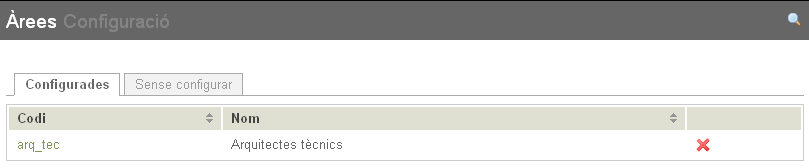 Àrees Configuració
Configurades Sense configurar
Codi Nom
arq_tec Arquitectes tècnics